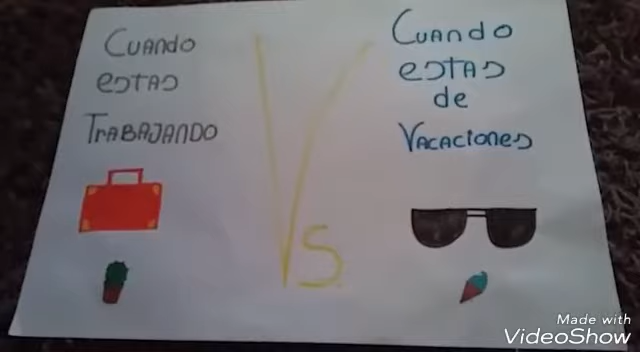 Cuando
estas
Trabajando
Vs.
Cuando
estas
de
Vacaciones
Made with
VideoShow